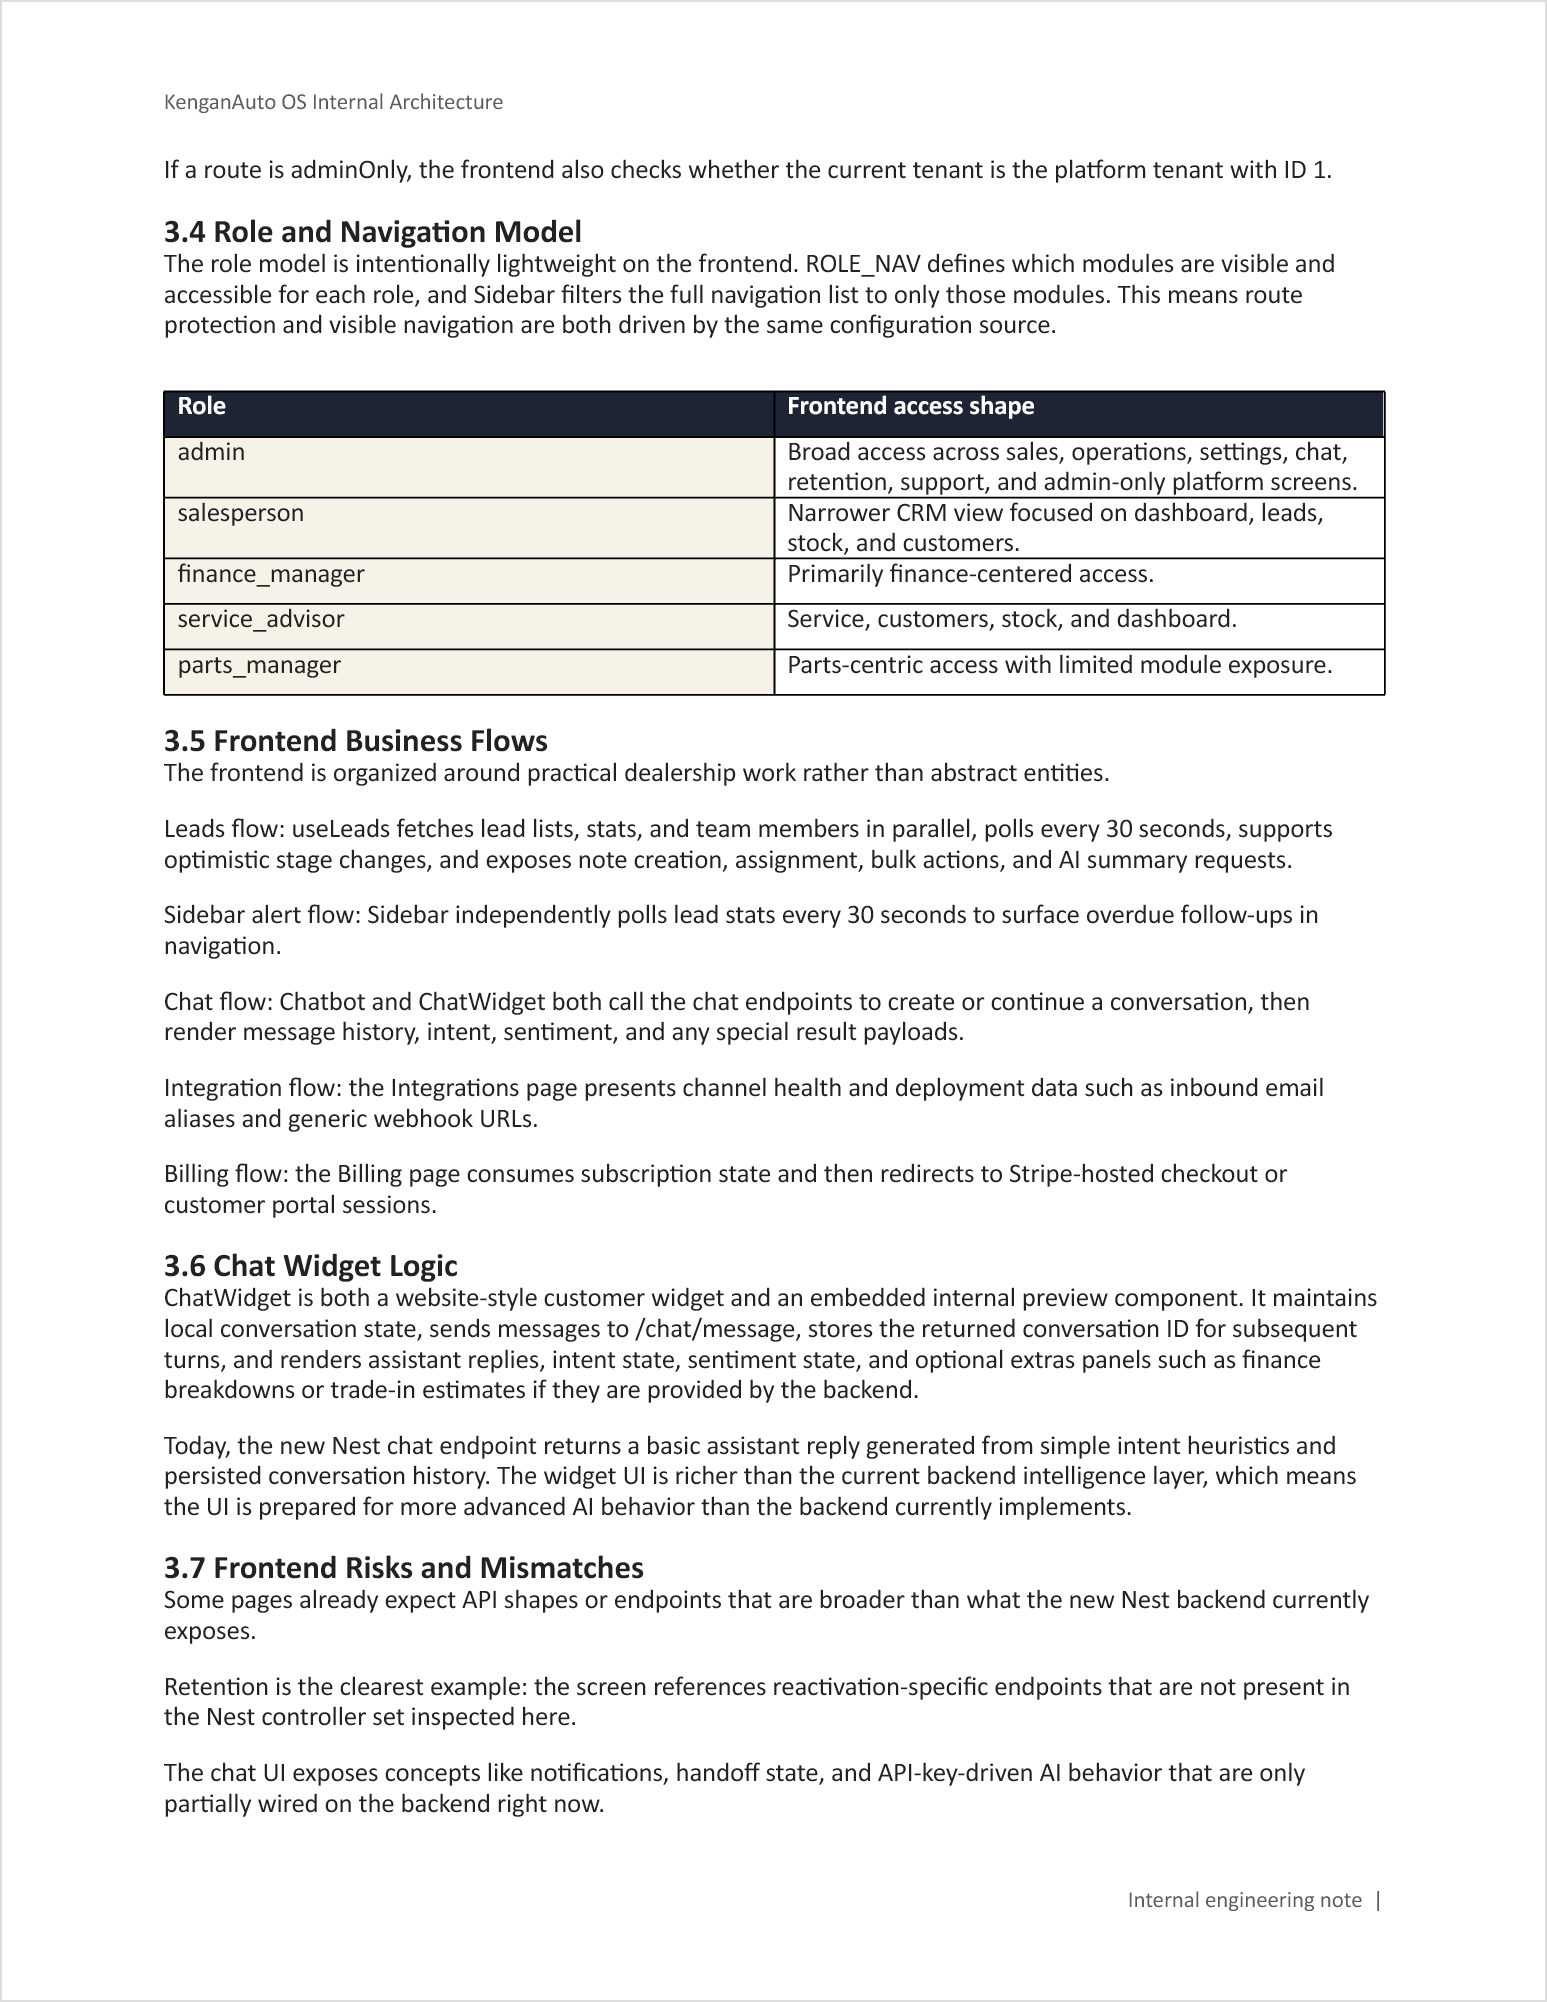 KenganAuto OS Internal Architecture
If a route is adminOnly, the frontend also checks whether the current tenant is the platform tenant with ID 1.
3.4 Role and Navigation Model
The role model is intentionally lightweight on the frontend. ROLE_NAV defines which modules are visible and
accessible for each role, and Sidebar filters the full navigation list to only those modules. This means route
protection and visible navigation are both driven by the same configuration source.
Role
Frontend access shape
admin
Broad access across sales, operations, settings, chat,
retention, support, and admin-only platform screens.
salesperson
Narrower CRM view focused on dashboard, leads,
stock, and customers.
finance_manager
Primarily finance-centered access.
service_advisor
Service, customers, stock, and dashboard.
parts_manager
Parts-centric access with limited module exposure.
3.5 Frontend Business Flows
The frontend is organized around practical dealership work rather than abstract entities.
Leads flow: useLeads fetches lead lists, stats, and team members in parallel, polls every 30 seconds, supports
optimistic stage changes, and exposes note creation, assignment, bulk actions, and AI summary requests.
Sidebar alert flow: Sidebar independently polls lead stats every 30 seconds to surface overdue follow-ups in
navigation.
Chat flow: Chatbot and ChatWidget both call the chat endpoints to create or continue a conversation, then
render message history, intent, sentiment, and any special result payloads.
Integration flow: the Integrations page presents channel health and deployment data such as inbound email
aliases and generic webhook URLs.
Billing flow: the Billing page consumes subscription state and then redirects to Stripe-hosted checkout or
customer portal sessions.
3.6 Chat Widget Logic
ChatWidget is both a website-style customer widget and an embedded internal preview component. It maintains
local conversation state, sends messages to /chat/message, stores the returned conversation ID for subsequent
turns, and renders assistant replies, intent state, sentiment state, and optional extras panels such as finance
breakdowns or trade-in estimates if they are provided by the backend.
Today, the new Nest chat endpoint returns a basic assistant reply generated from simple intent heuristics and
persisted conversation history. The widget UI is richer than the current backend intelligence layer, which means
the UI is prepared for more advanced AI behavior than the backend currently implements.
3.7 Frontend Risks and Mismatches
Some pages already expect API shapes or endpoints that are broader than what the new Nest backend currently
exposes.
Retention is the clearest example: the screen references reactivation-specific endpoints that are not present in
the Nest controller set inspected here.
The chat UI exposes concepts like notifications, handoff state, and API-key-driven AI behavior that are only
partially wired on the backend right now.
Internal engineering note |